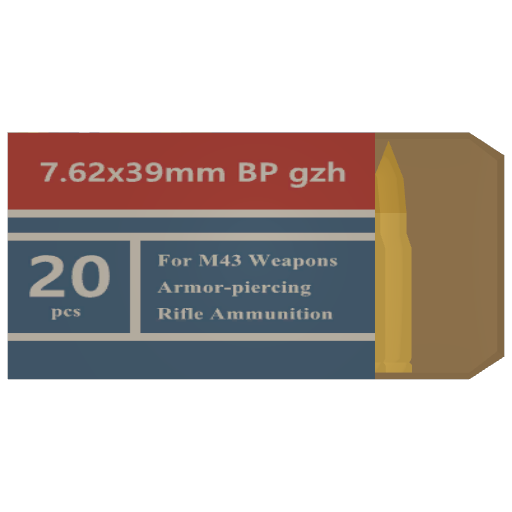 7.62x39mm BP gzh
20
pcs
For M43 Weapons
Armor-piercing
Rifle Ammunition